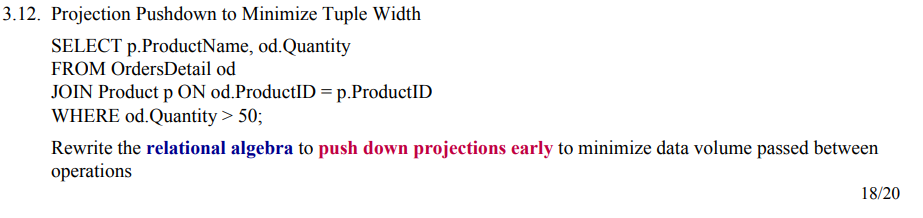 3.12. Projection Pushdown to Minimize Tuple Width
SELECT p.ProductName, od.Quantity
FROM OrdersDetail od
JOIN Product p ON od.ProductID = p.ProductID
WHERE od.Quantity > 50;
Rewrite the relational algebra to push down projections early to minimize data volume passed between
operations
18/20